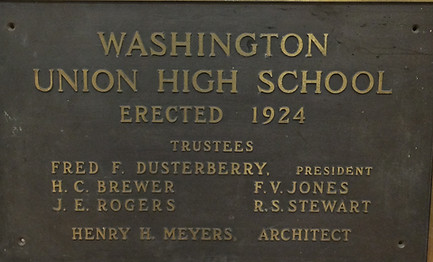 WASHINGTON
UNION HIGH SCHOOL
ERECTED 1924
TRUSTEES
FRED F. DUSTERBERRY, PRESIDENT
H. C. BREWER F. V. JONES
J. E. ROGERS R. S. STEWART
HENRY H. MEYERS, ARCHITECT